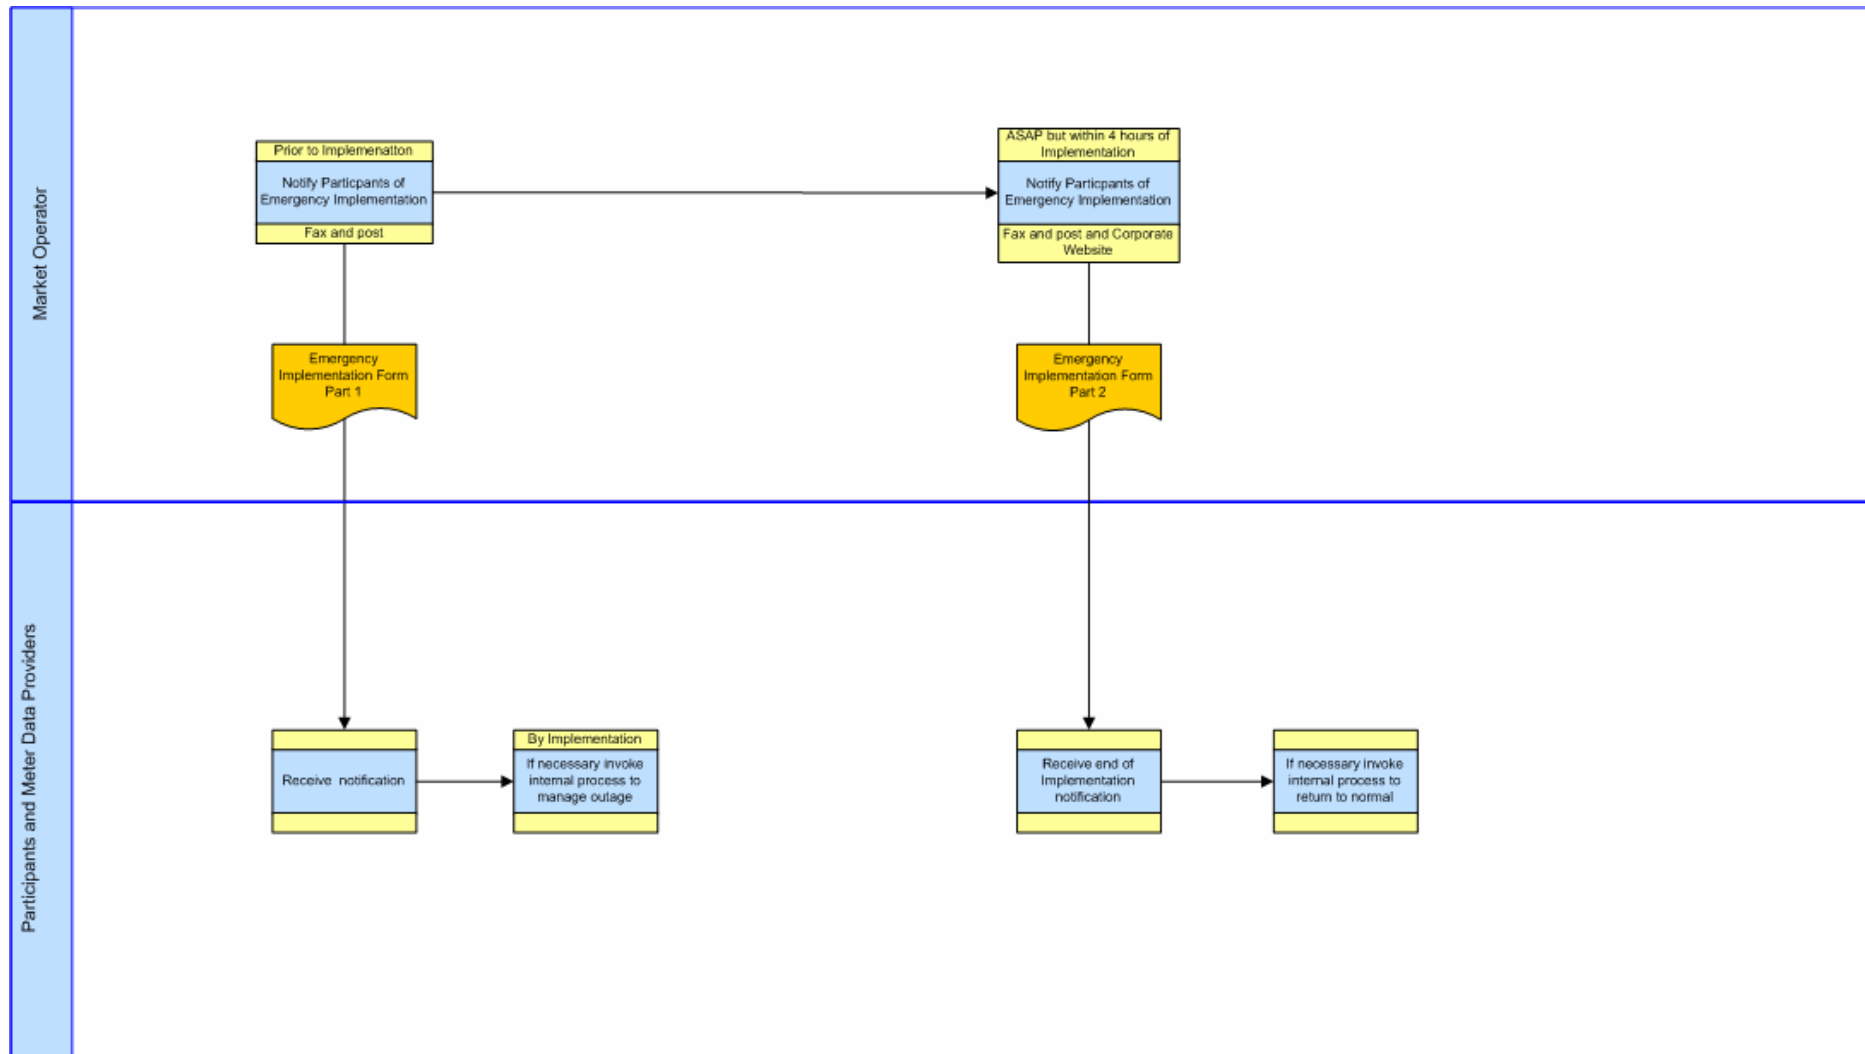 Market Operator
Prior to Implemenatton
Notify Particpants of
Emergency Implementation
Fax and post
ASAP but within 4 hours of
Implementation
Notify Particpants of
Emergency Implementation
Fax and post and Corporate
Website
Emergency
Implementation Form
Part 1
Emergency
Implementation Form
Part 2
Participants and Meter Data Providers
Receive notification
By Implementation
If necessary invoke
internal process to
manage outage
Receive end of
Implementation
notification
If necessary invoke
internal process to
return to normal